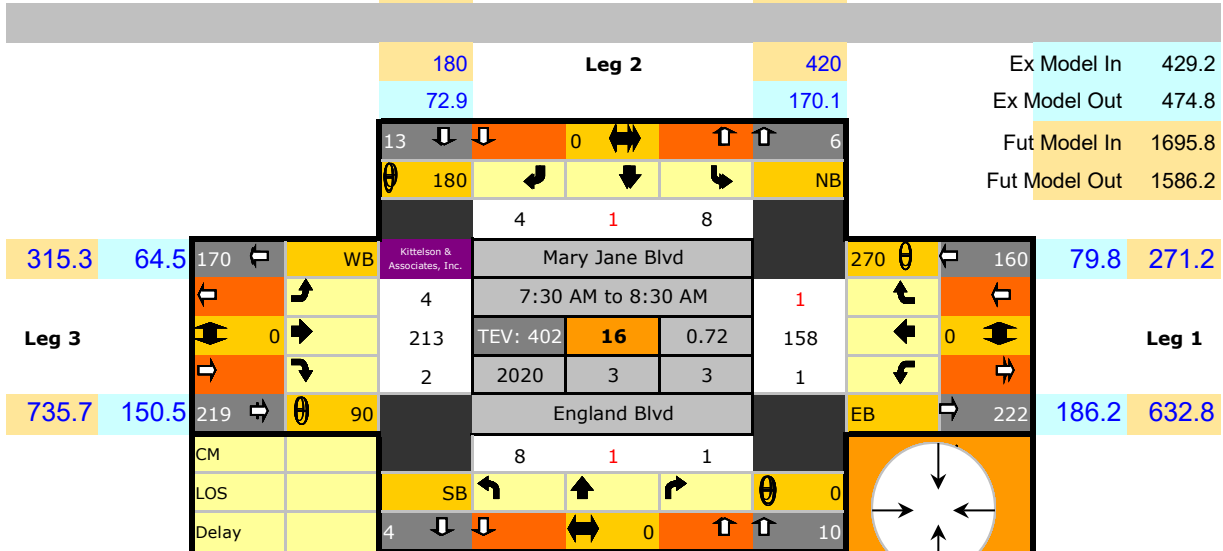 180 Leg 2 420 Ex Model In 429.2
72.9 170.1 Ex Model Out 474.8
13 0 6 Fut Model In 1695.8
180 NB Fut Model Out 1586.2
4 1 8
315.3 64.5 170 WB Kittelson & Associates, Inc. Mary Jane Blvd 270 160 79.8 271.2
4 7:30 AM to 8:30 AM 1
Leg 3 0 213 TEV: 402 16 0.72 158 0 Leg 1
2 2020 3 3 1
735.7 150.5 219 90 England Blvd EB 222 186.2 632.8
CM 8 1 1
LOS SB 0
Delay 4 0 10